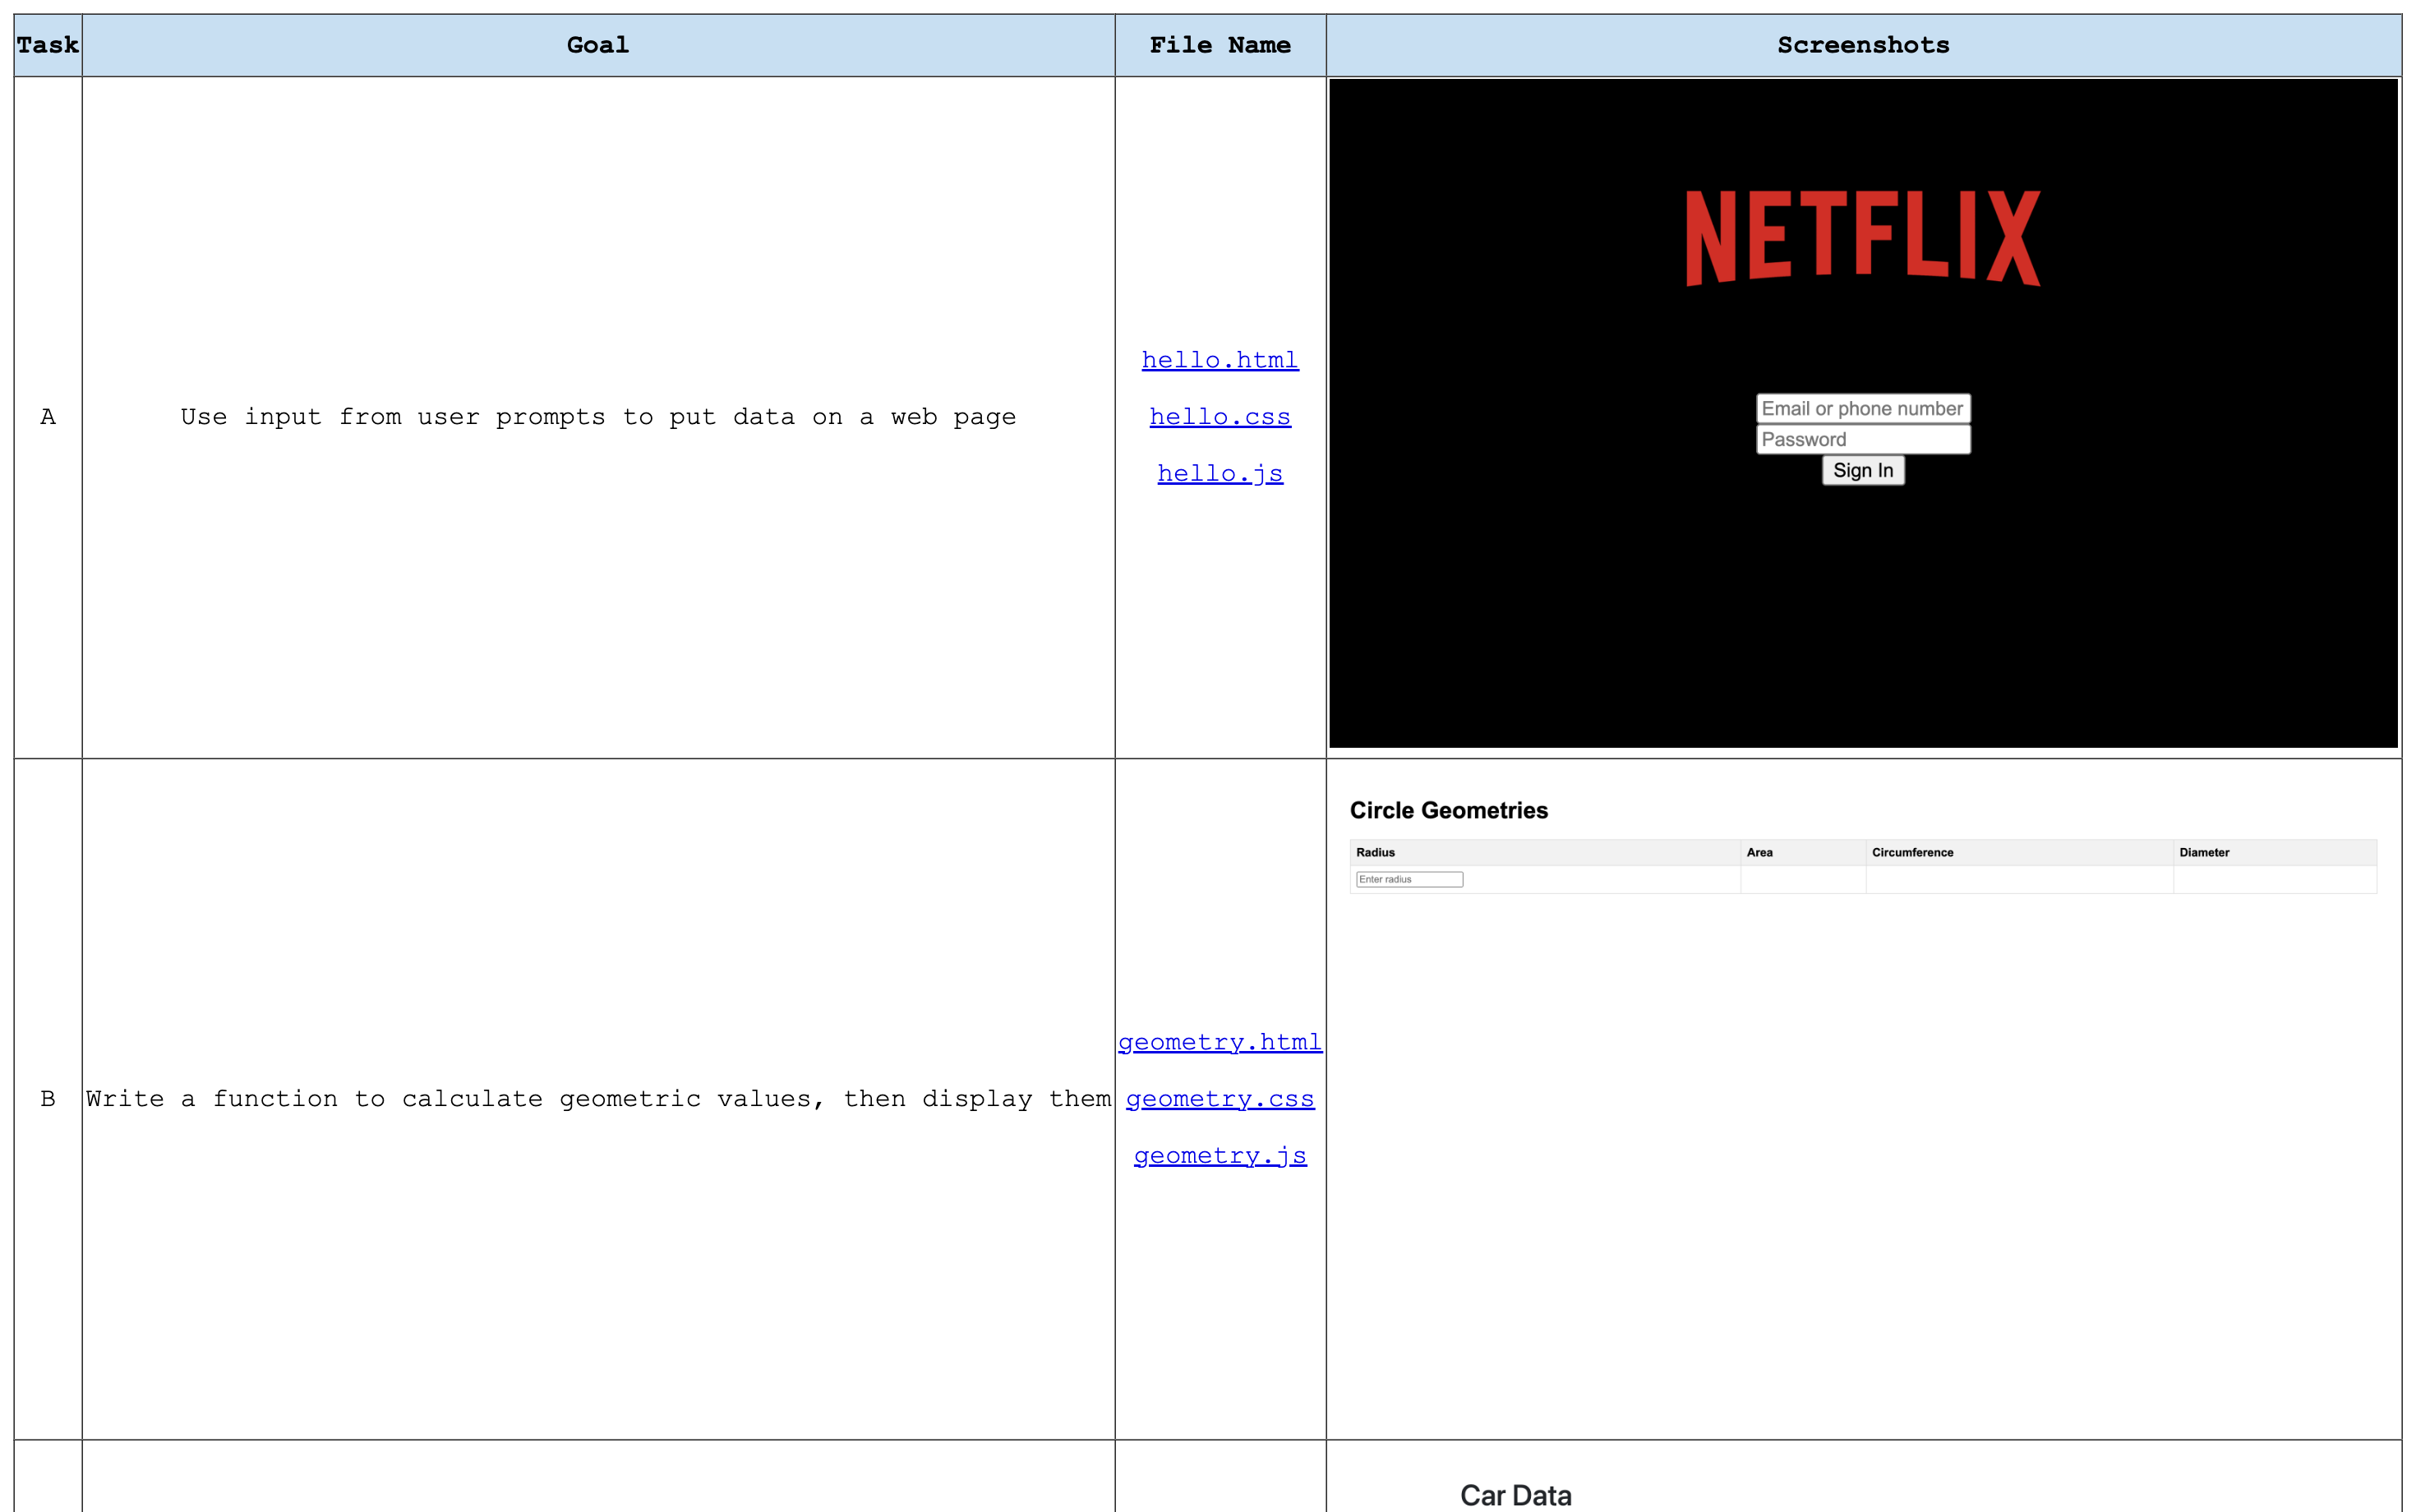 Task Goal File Name Screenshots
NETFLIX
hello.html
Email or phone number
A Use input from user prompts to put data on a web page hello.css
Password
Sign In
hello.js
Circle Geometries
Radius Area Circumference Diameter
Enter radius
geometry.html
B Write a function to calculate geometric values, then display them geometry.css
geometry.js
Car Data